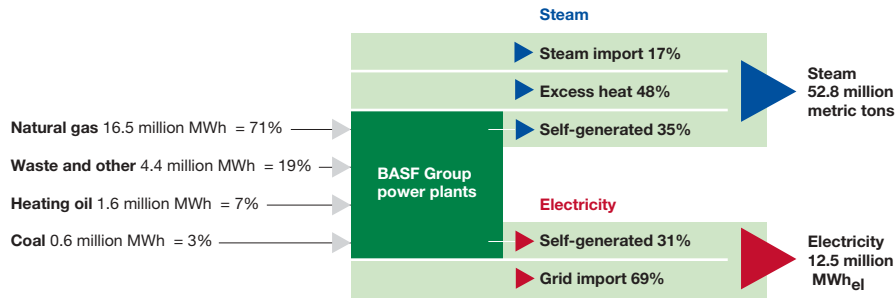 Steam
Steam import 17%
Excess heat 48%
Self-generated 35%
Steam
52.8 million
metric tons
Natural gas 16.5 million MWh = 71%
Waste and other 4.4 million MWh = 19%
Heating oil 1.6 million MWh = 7%
Coal 0.6 million MWh = 3%
BASF Group
power plants
Electricity
Self-generated 31%
Grid import 69%
Electricity
12.5 million
MWhel